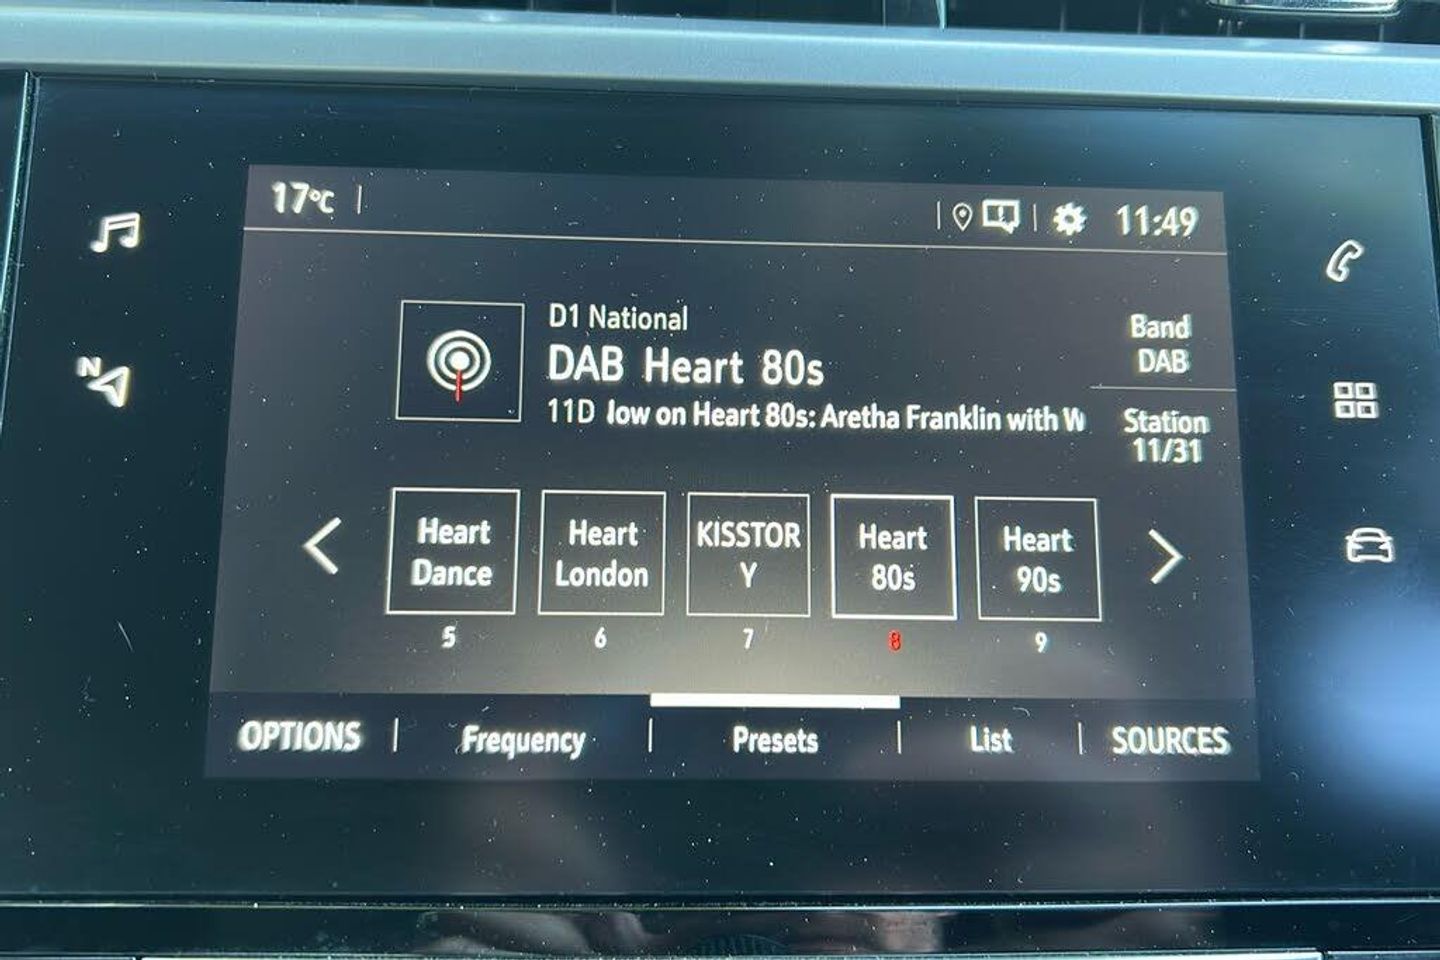 17°C
11:49
D1 National
DAB Heart 80s
11D low on Heart 80s: Aretha Franklin with W
Band
DAB
Station
11/31
Heart
Dance
5
Heart
London
6
KISSTOR
Y
7
Heart
80s
8
Heart
90s
9
OPTIONS
Frequency
Presets
List
SOURCES
N